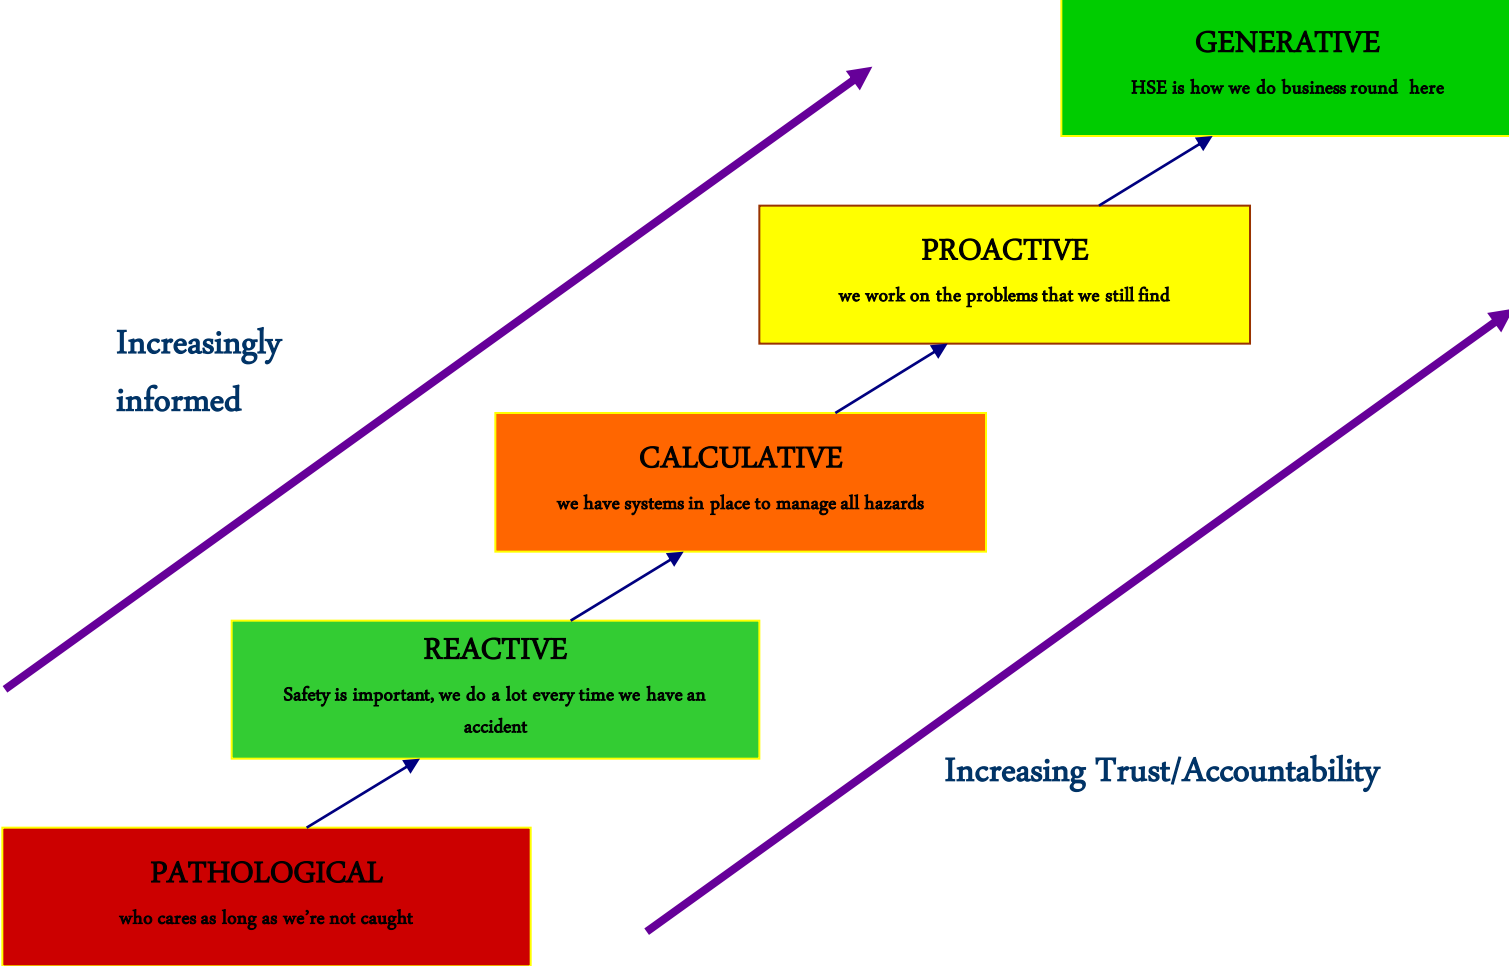 GENERATIVE
HSE is how we do business round  here
PROACTIVE
we work on the problems that we still find
Increasingly
informed
CALCULATIVE
we have systems in place to manage all hazards
REACTIVE
Safety is important, we do a lot every time we have an
accident
Increasing Trust/Accountability
PATHOLOGICAL
who cares as long as we’re not caught